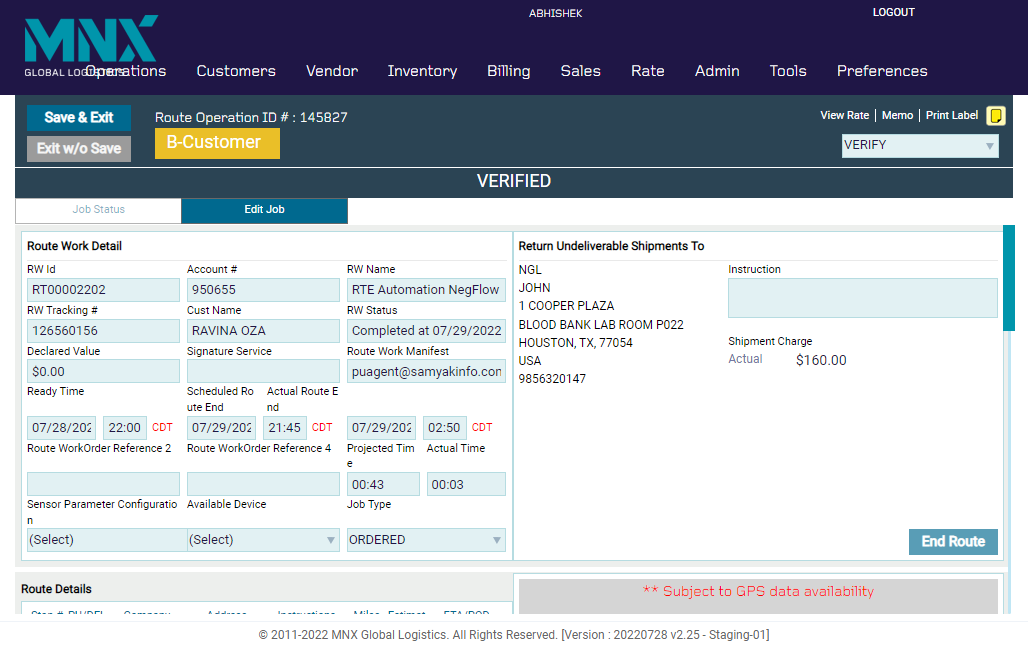 ABHISHEK
LOGOUT
MNX
GLOBAL LOGistics
Operations Customers Vendor Inventory Billing Sales Rate Admin Tools Preferences
Save & Exit
Route Operation ID # : 145827
View Rate | Memo | Print Label
Exit w/o Save
B-Customer
VERIFY
VERIFIED
Job Status
Edit Job
Route Work Detail
RW Id Account # RW Name
RT00002202 950655 RTE Automation NegFlow
RW Tracking # Cust Name RW Status
126560156 RAVINA OZA Completed at 07/29/2022
Declared Value Signature Service Route Work Manifest
$0.00 puagent@samyakinfo.con
Ready Time Scheduled Ro Actual Route E
ute End nd
07/28/202 22:00 CDT 07/29/202 21:45 CDT 07/29/202 02:50 CDT
Route WorkOrder Reference 2 Route WorkOrder Reference 4 Projected Tim Actual Time
e
00:43 00:03
Sensor Parameter Configuratio Available Device Job Type
n
(Select) (Select) ORDERED
Return Undeliverable Shipments To
NGL
JOHN
1 COOPER PLAZA
BLOOD BANK LAB ROOM P022
HOUSTON, TX, 77054
USA
9856320147
Instruction
Shipment Charge
Actual $160.00
End Route
Route Details
Stop # PU/DEL Company Address Instructions Miles Estimat ETA/POD
** Subject to GPS data availability
© 2011-2022 MNX Global Logistics. All Rights Reserved. [Version : 20220728 v2.25 - Staging-01]